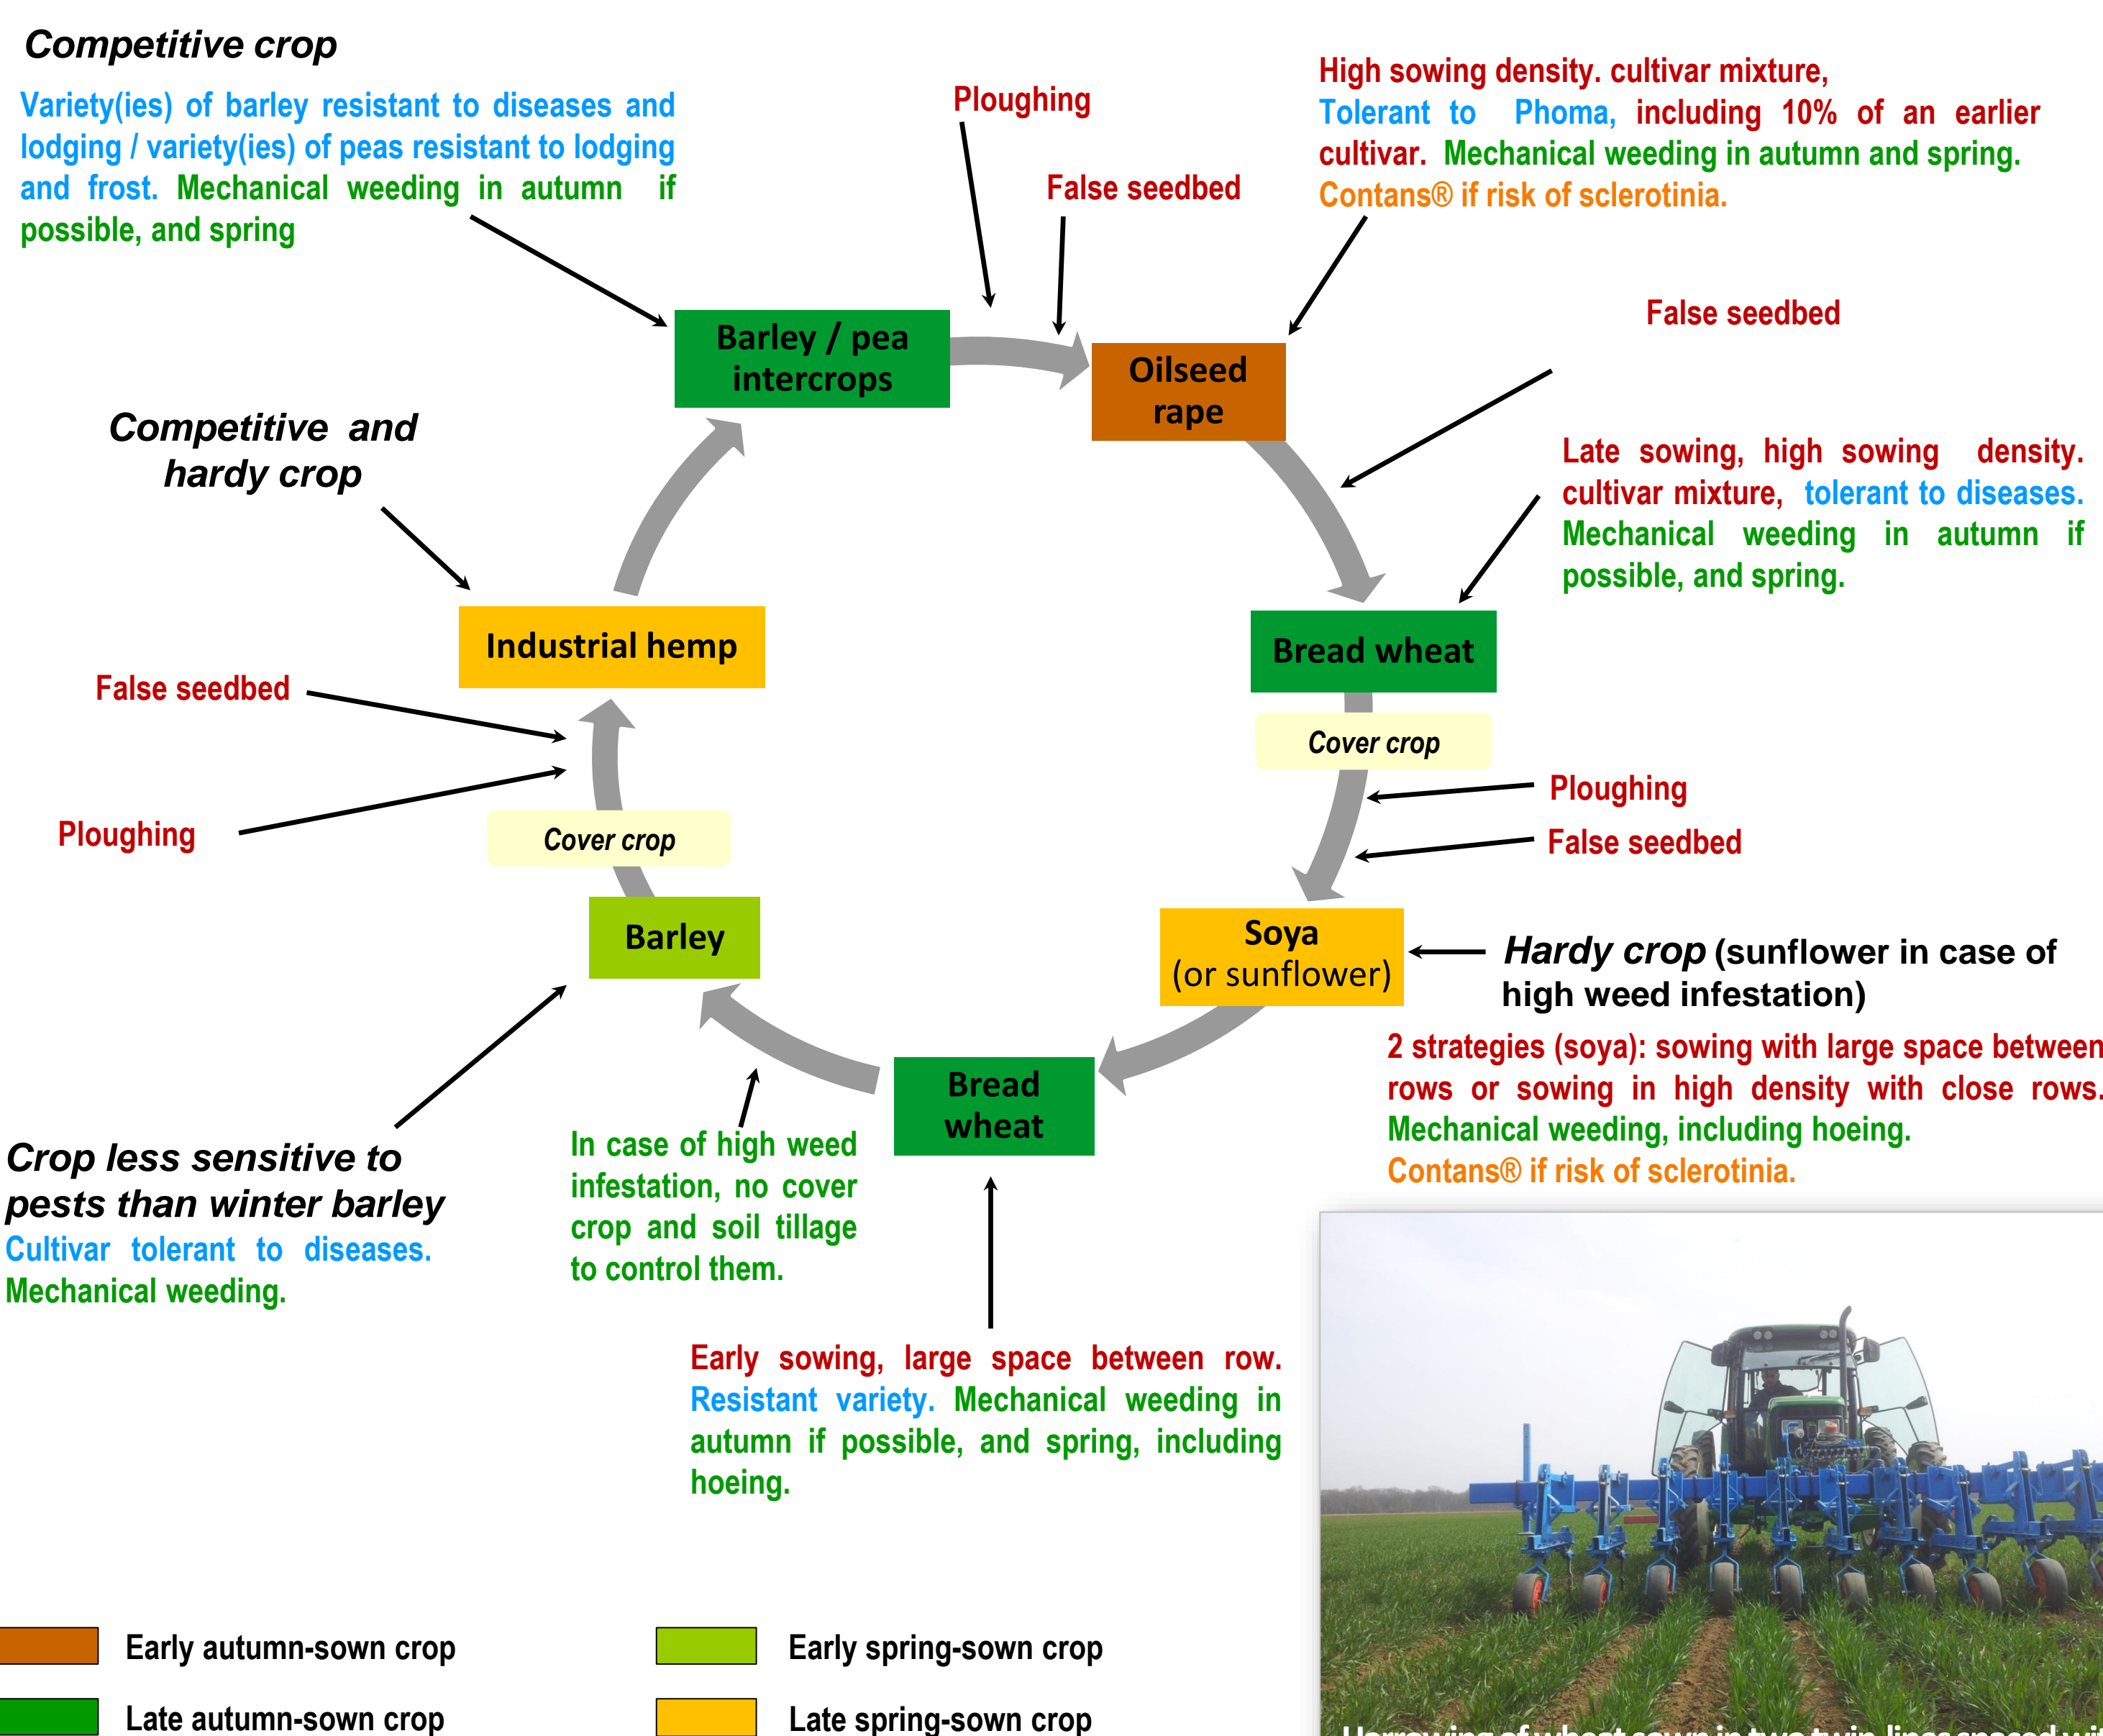 Competitive crop
Variety(ies) of barley resistant to diseases and
lodging / variety(ies) of peas resistant to lodging
and frost. Mechanical weeding in autumn if
possible, and spring
Ploughing
False seedbed
High sowing density. cultivar mixture,
Tolerant to Phoma, including 10% of an earlier
cultivar. Mechanical weeding in autumn and spring.
Contans® if risk of sclerotinia.
False seedbed
Barley / pea
intercrops
Oilseed
rape
Competitive and
hardy crop
Late sowing, high sowing density.
cultivar mixture, tolerant to diseases.
Mechanical weeding in autumn if
possible, and spring.
Industrial hemp
Bread wheat
False seedbed
Cover crop
Ploughing
False seedbed
Ploughing
Cover crop
Barley
Soya
(or sunflower)
Hardy crop (sunflower in case of
high weed infestation)
2 strategies (soya): sowing with large space between
rows or sowing in high density with close rows.
Mechanical weeding, including hoeing.
Contans® if risk of sclerotinia.
Bread
wheat
Crop less sensitive to
pests than winter barley
Cultivar tolerant to diseases.
Mechanical weeding.
In case of high weed
infestation, no cover
crop and soil tillage
to control them.
Early sowing, large space between row.
Resistant variety. Mechanical weeding in
autumn if possible, and spring, including
hoeing.
Early autumn-sown crop
Early spring-sown crop
Late autumn-sown crop
Late spring-sown crop
Harrowing of wheat sown in two twin-lines spaced